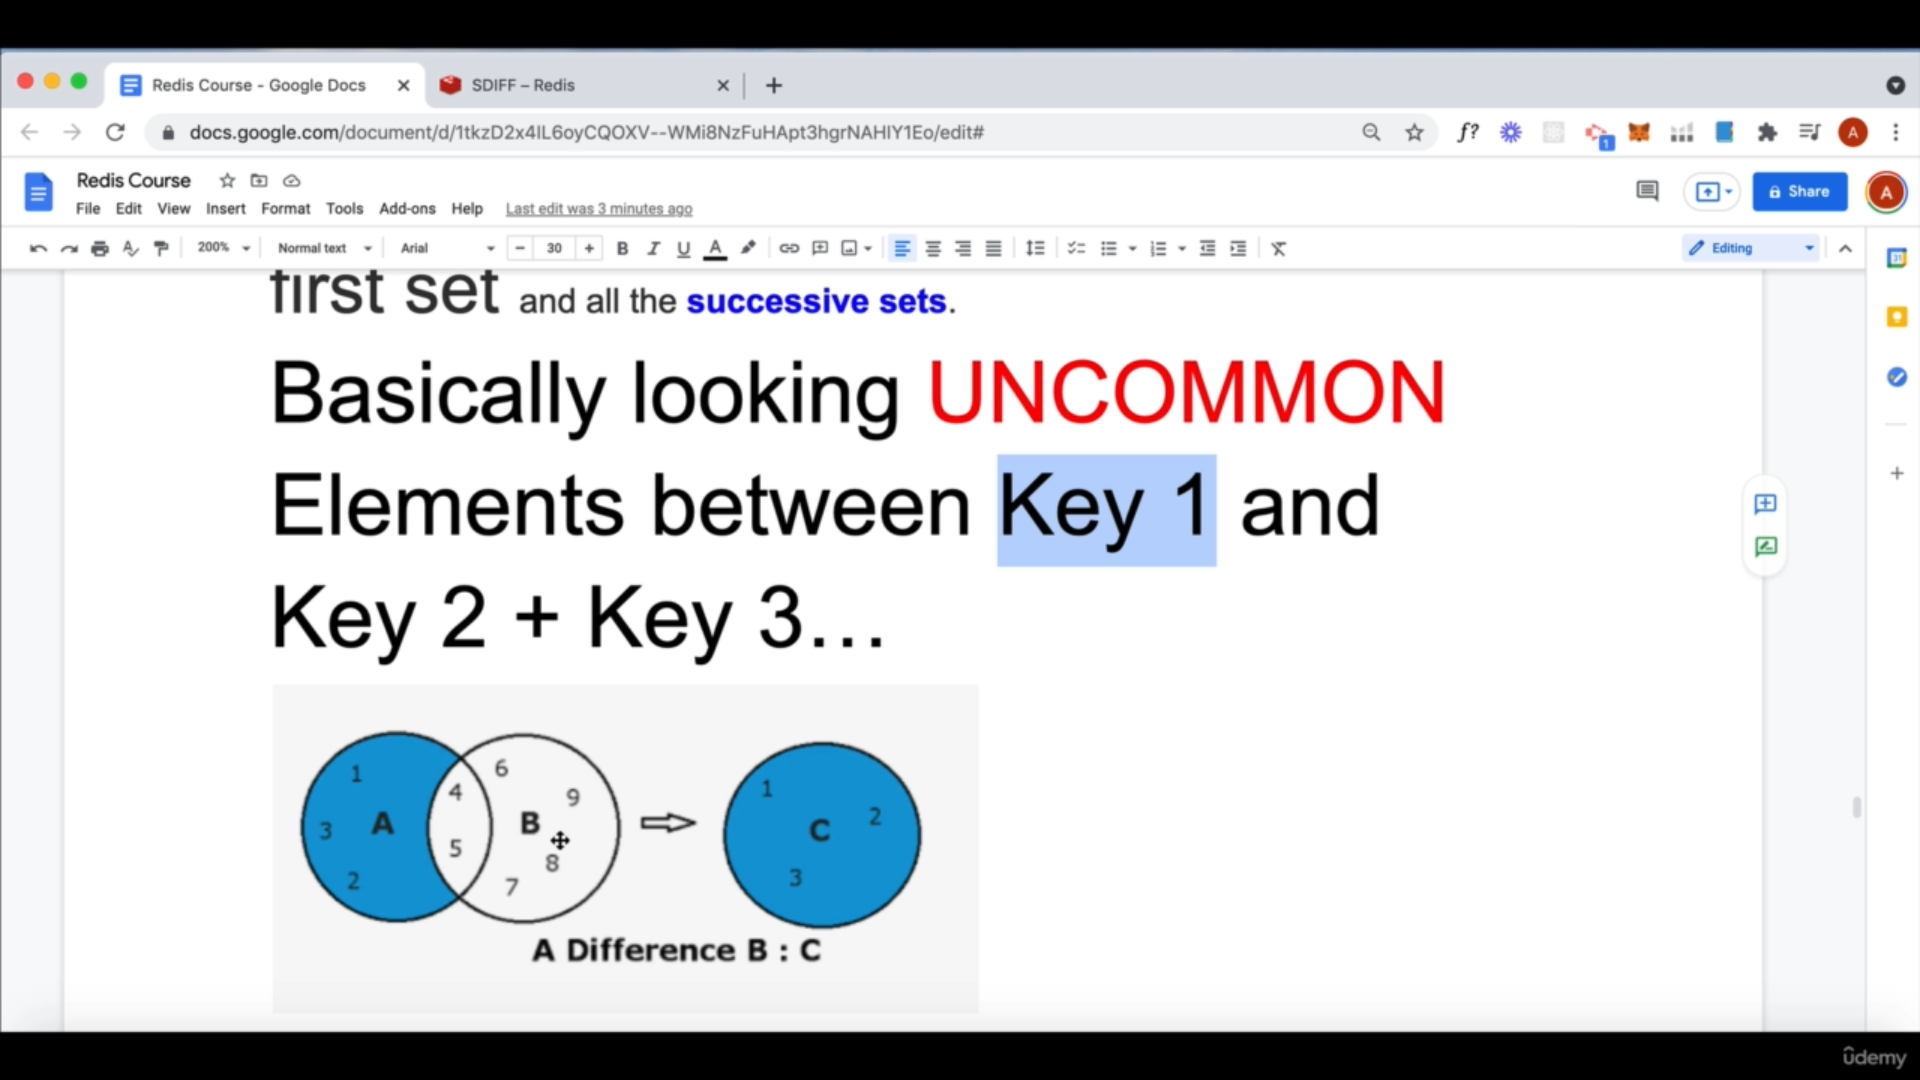 Redis Course - Google Docs
SDIFF – Redis
docs.google.com/document/d/1tkzD2x4IL6oyCQOXV--WMi8NzFuHApt3hgrNAHIY1Eo/edit#
f?
1
A
Redis Course
Share
A
File Edit View Insert Format Tools Add-ons Help Last edit was 3 minutes ago
200% Normal text Arial 30 B I U A Editing
31
first set and all the successive sets.
Basically looking UNCOMMON
Elements between Key 1 and
Key 2 + Key 3...
1 4 6 9 1
3 A B C 2
5 8
2 7 3
A Difference B : C
ûdemy